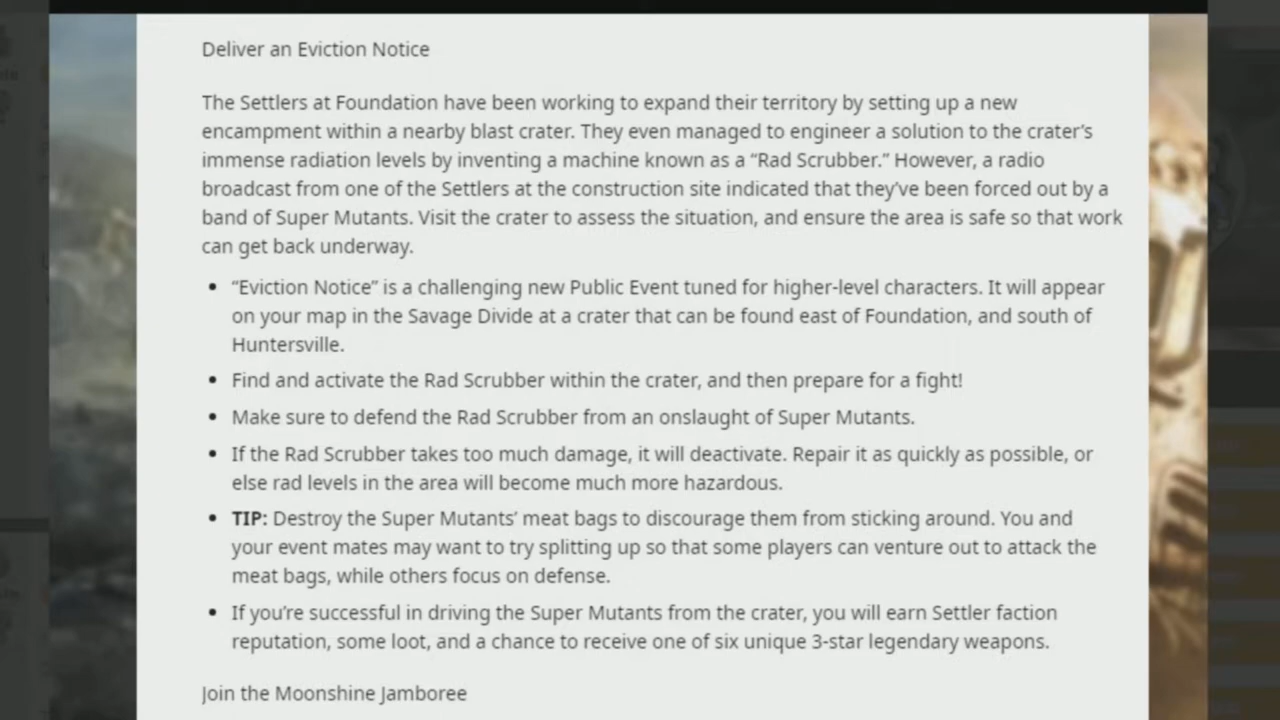 Deliver an Eviction Notice
The Settlers at Foundation have been working to expand their territory by setting up a new
encampment within a nearby blast crater. They even managed to engineer a solution to the crater’s
immense radiation levels by inventing a machine known as a “Rad Scrubber.” However, a radio
broadcast from one of the Settlers at the construction site indicated that they’ve been forced out by a
band of Super Mutants. Visit the crater to assess the situation, and ensure the area is safe so that work
can get back underway.
• “Eviction Notice” is a challenging new Public Event tuned for higher-level characters. It will appear
on your map in the Savage Divide at a crater that can be found east of Foundation, and south of
Huntersville.
• Find and activate the Rad Scrubber within the crater, and then prepare for a fight!
• Make sure to defend the Rad Scrubber from an onslaught of Super Mutants.
• If the Rad Scrubber takes too much damage, it will deactivate. Repair it as quickly as possible, or
else rad levels in the area will become much more hazardous.
• TIP: Destroy the Super Mutants’ meat bags to discourage them from sticking around. You and
your event mates may want to try splitting up so that some players can venture out to attack the
meat bags, while others focus on defense.
• If you’re successful in driving the Super Mutants from the crater, you will earn Settler faction
reputation, some loot, and a chance to receive one of six unique 3-star legendary weapons.
Join the Moonshine Jamboree